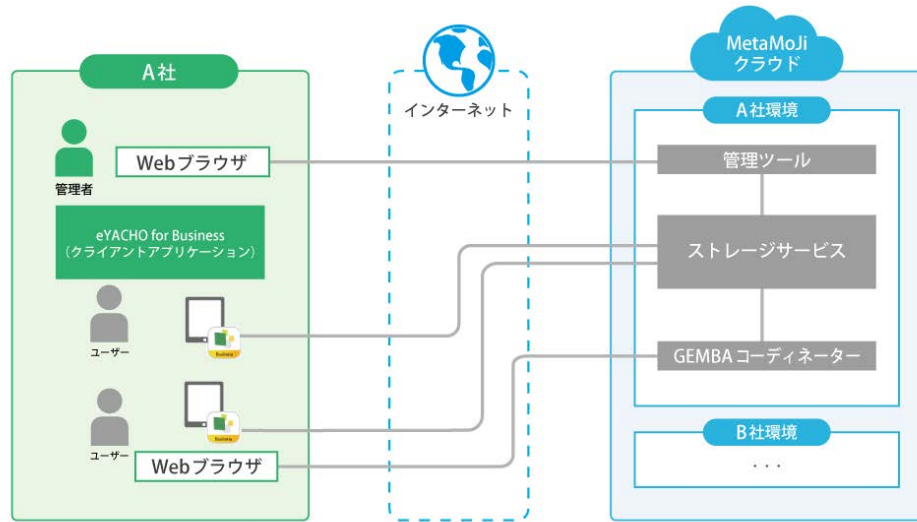 A社
管理者
Webブラウザ
eYACHO for Business
（クライアントアプリケーション）
ユーザー
Business
ユーザー
Business
Webブラウザ
インターネット
MetaMoJi
クラウド
A社環境
管理ツール
ストレージサービス
GEMBAコーディネーター
B社環境
・・・